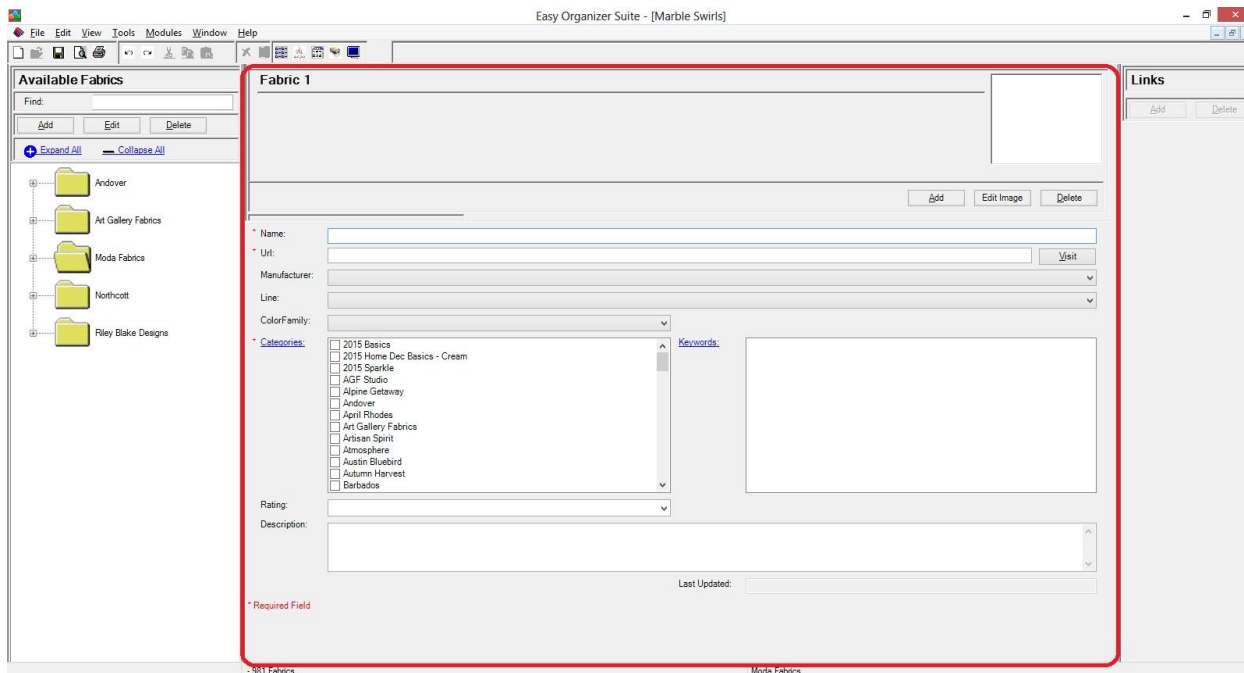 Easy Organizer Suite - [Marble Swirls]
File Edit View Tools Modules Window Help
Available Fabrics
Find:
Add Edit Delete
Expand All Collapse All
Andover
Art Gallery Fabrics
Moda Fabrics
Northcott
Riley Blake Designs
Fabric 1
Add Edit Image Delete
* Name:
* Url:
Visit
Manufacturer:
Line:
ColorFamily:
* Categories:
2015 Basics
2015 Home Dec Basics - Cream
2015 Sparkle
AGF Studio
Alpine Getaway
Andover
April Rhodes
Art Gallery Fabrics
Artisan Spirit
Atmosphere
Austin Bluebird
Autumn Harvest
Barbados
Keywords:
Rating:
Description:
Last Updated:
* Required Field
Links
Add Delete
- 981 Fabrics
Moda Fabrics